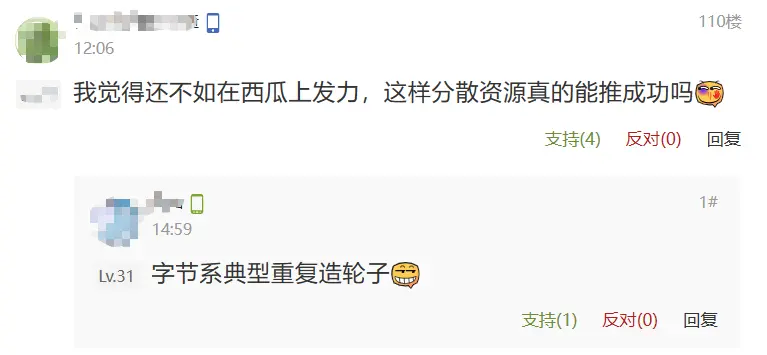 110楼
12:06
我觉得还不如在西瓜上发力，这样分散资源真的能推成功吗
支持(4) 反对(0) 回复
1#
14:59
Lv.31 字节系典型重复造轮子
支持(1) 反对(0) 回复